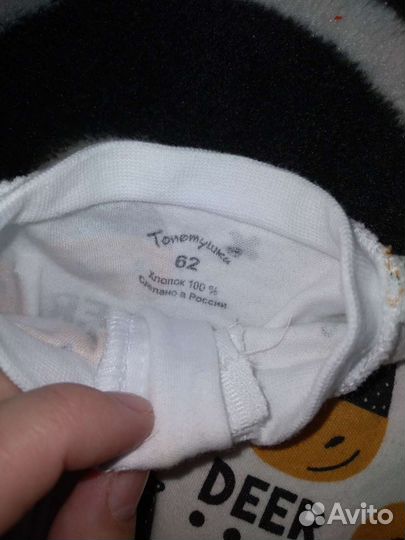 Топотушки
62
Хлопок 100 %
Сделано в России
DEER
Avito